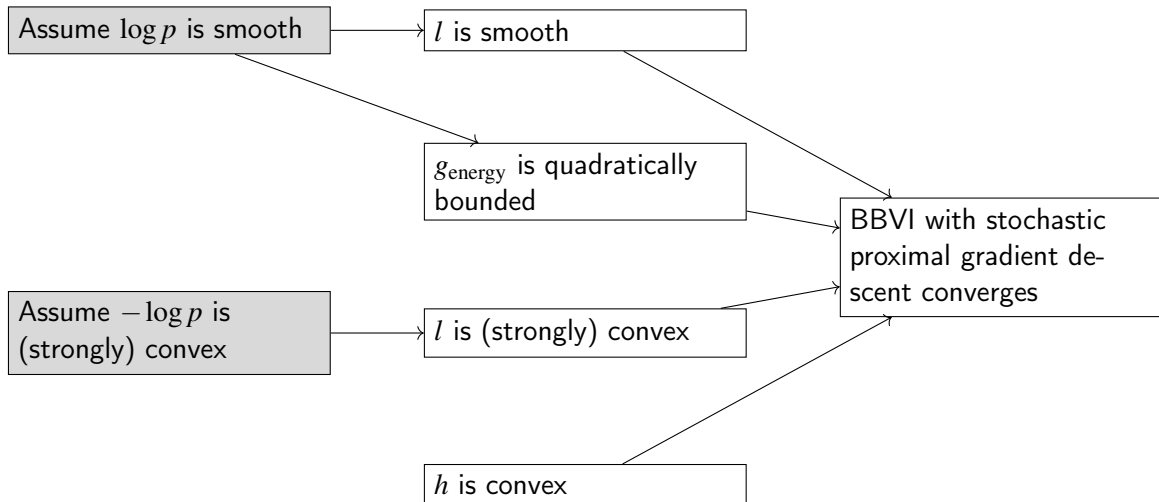 Assume log p is smooth
l is smooth
g_energy is quadratically
bounded
BBVI with stochastic
proximal gradient de-
scent converges
Assume −log p is
(strongly) convex
l is (strongly) convex
h is convex